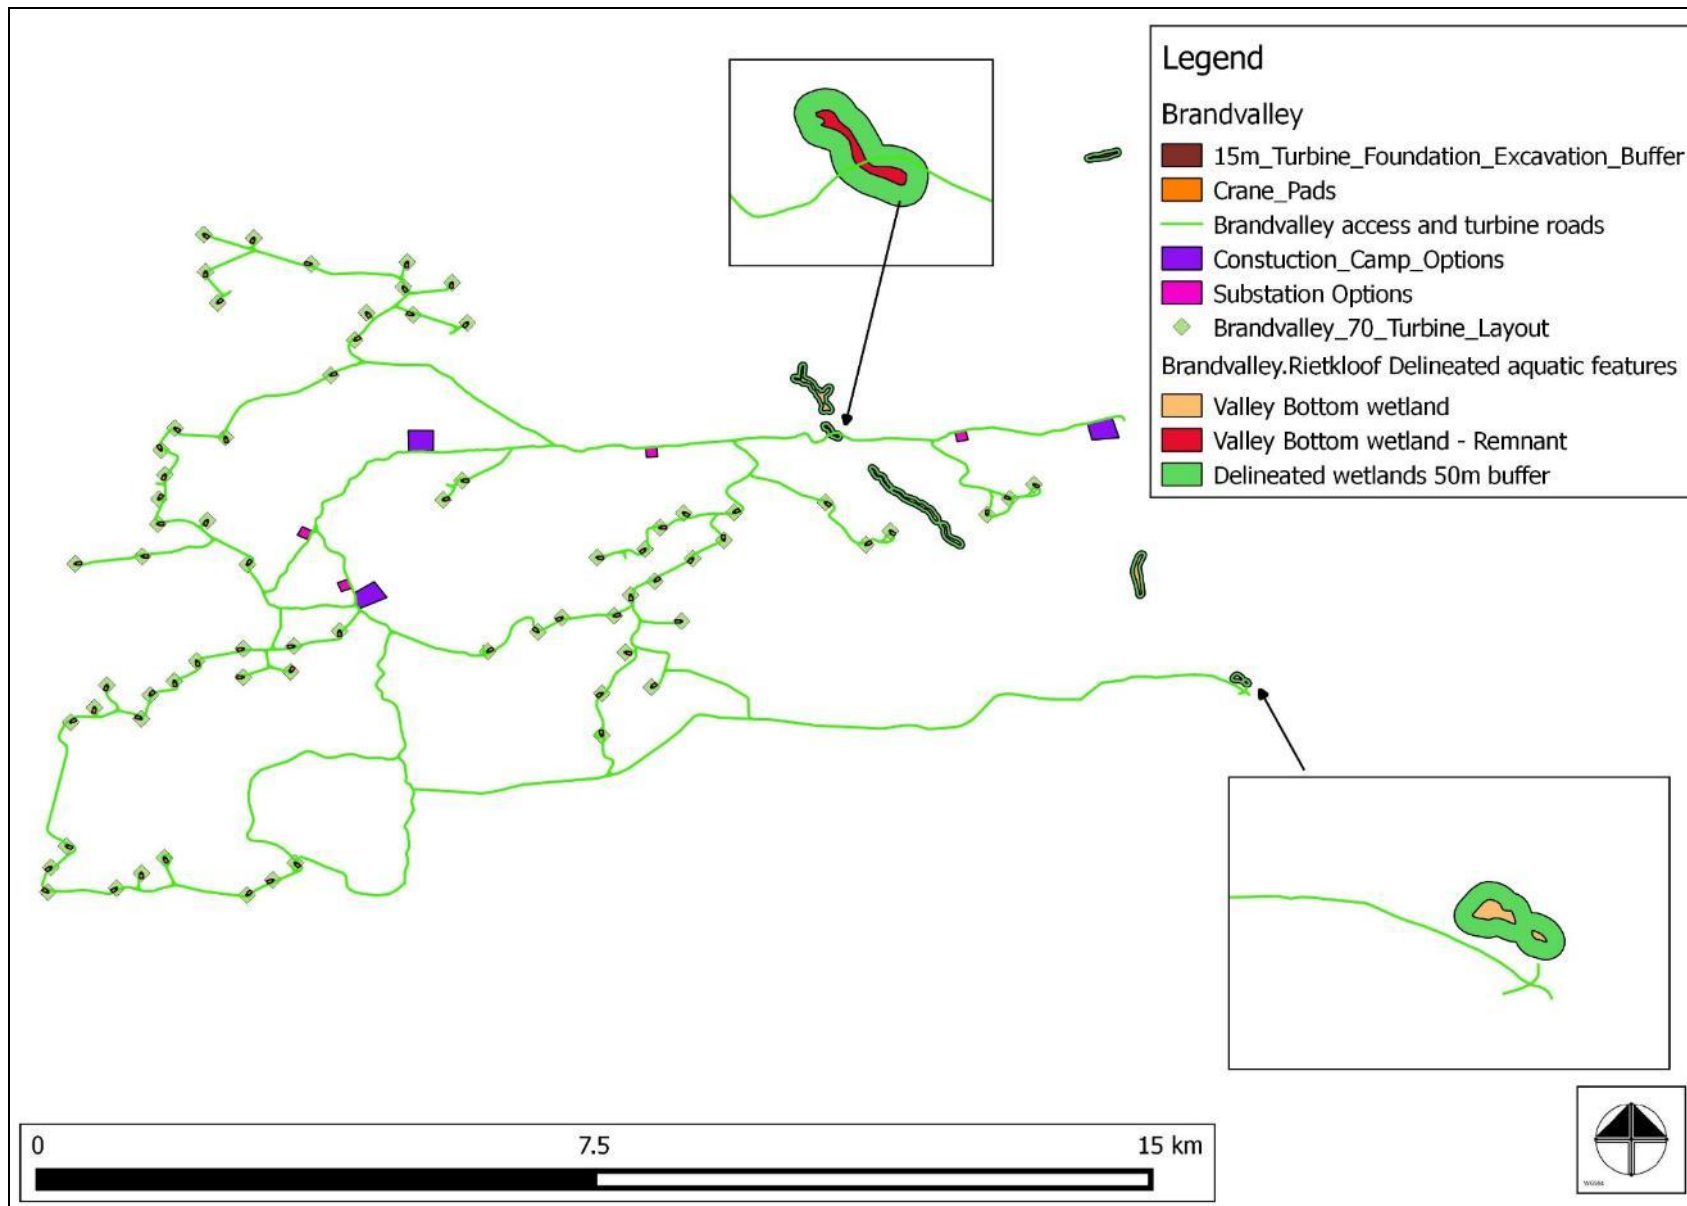 Legend
Brandvalley
15m_Turbine_Foundation_Excavation_Buffer
Crane_Pads
Brandvalley access and turbine roads
Constuction_Camp_Options
Substation Options
Brandvalley_70_Turbine_Layout
Brandvalley.Rietkloof Delineated aquatic features
Valley Bottom wetland
Valley Bottom wetland - Remnant
Delineated wetlands 50m buffer
0 7.5 15 km